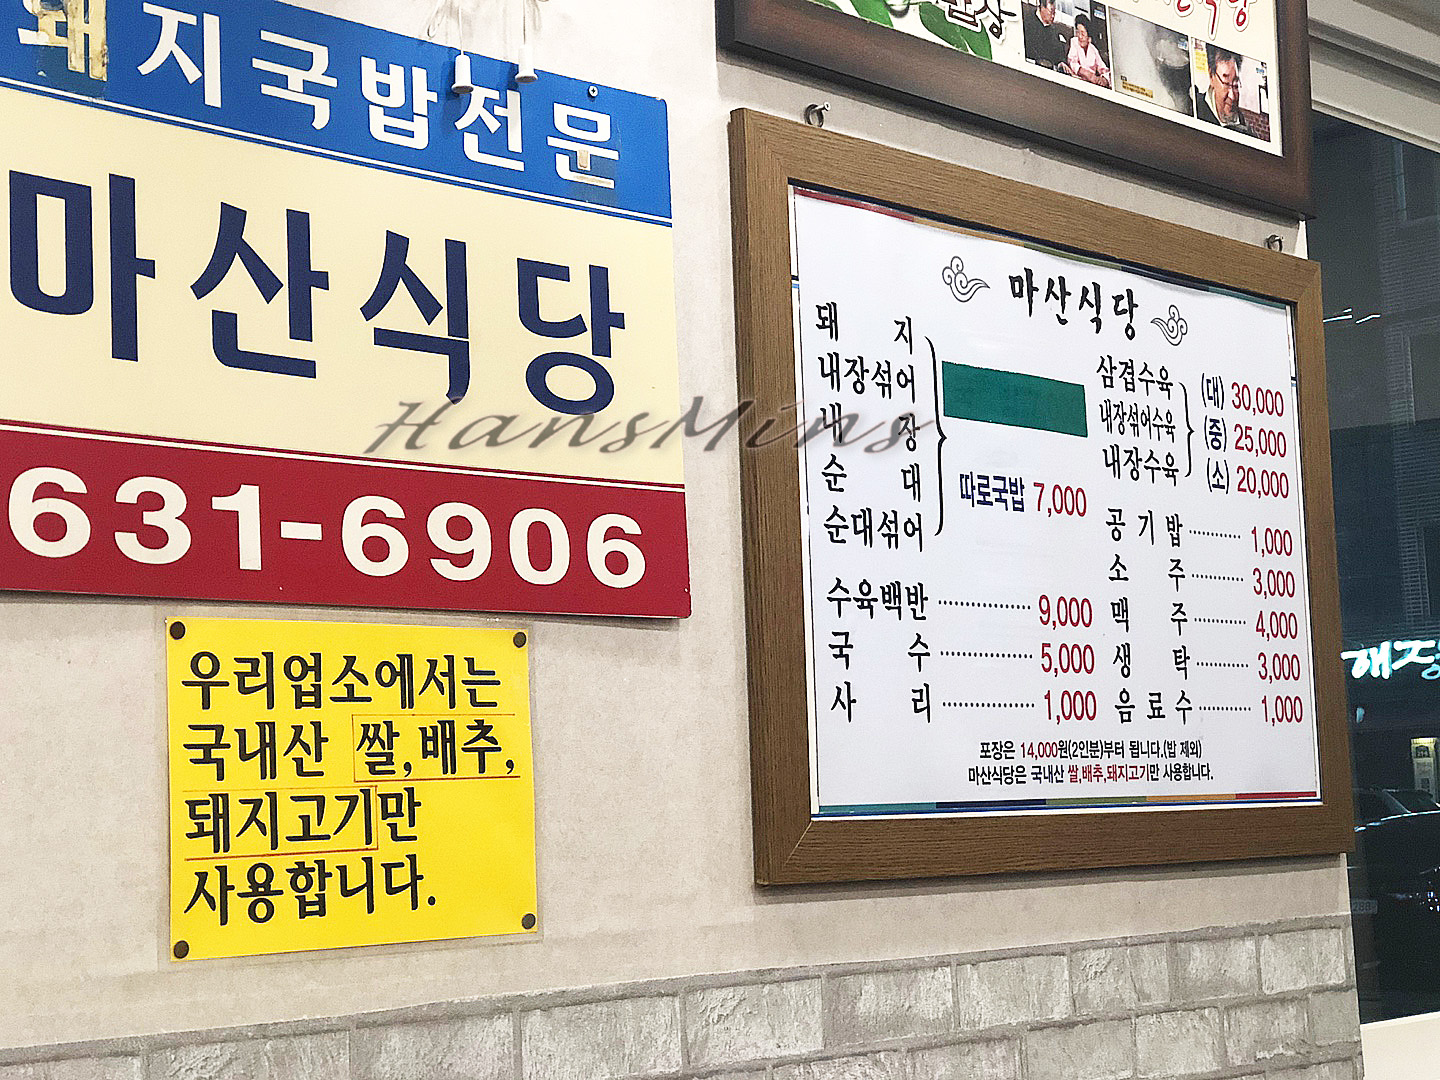 돼지국밥전문
마산식당
631-6906
우리업소에서는
국내산 쌀,배추,
돼지고기만
사용합니다.
HansMins
마산식당
돼지
내장섞어
내장
순대
순대섞어
따로국밥 7,000
수육백반 9,000
국수 5,000
사리 1,000
삼겹수육
내장섞어수육
내장수육
(대) 30,000
(중) 25,000
(소) 20,000
공기밥 1,000
소주 3,000
맥주 4,000
생탁 3,000
음료수 1,000
포장은 14,000원(2인분)부터 됩니다.(밥 제외)
마산식당은 국내산 쌀,배추,돼지고기만 사용합니다.